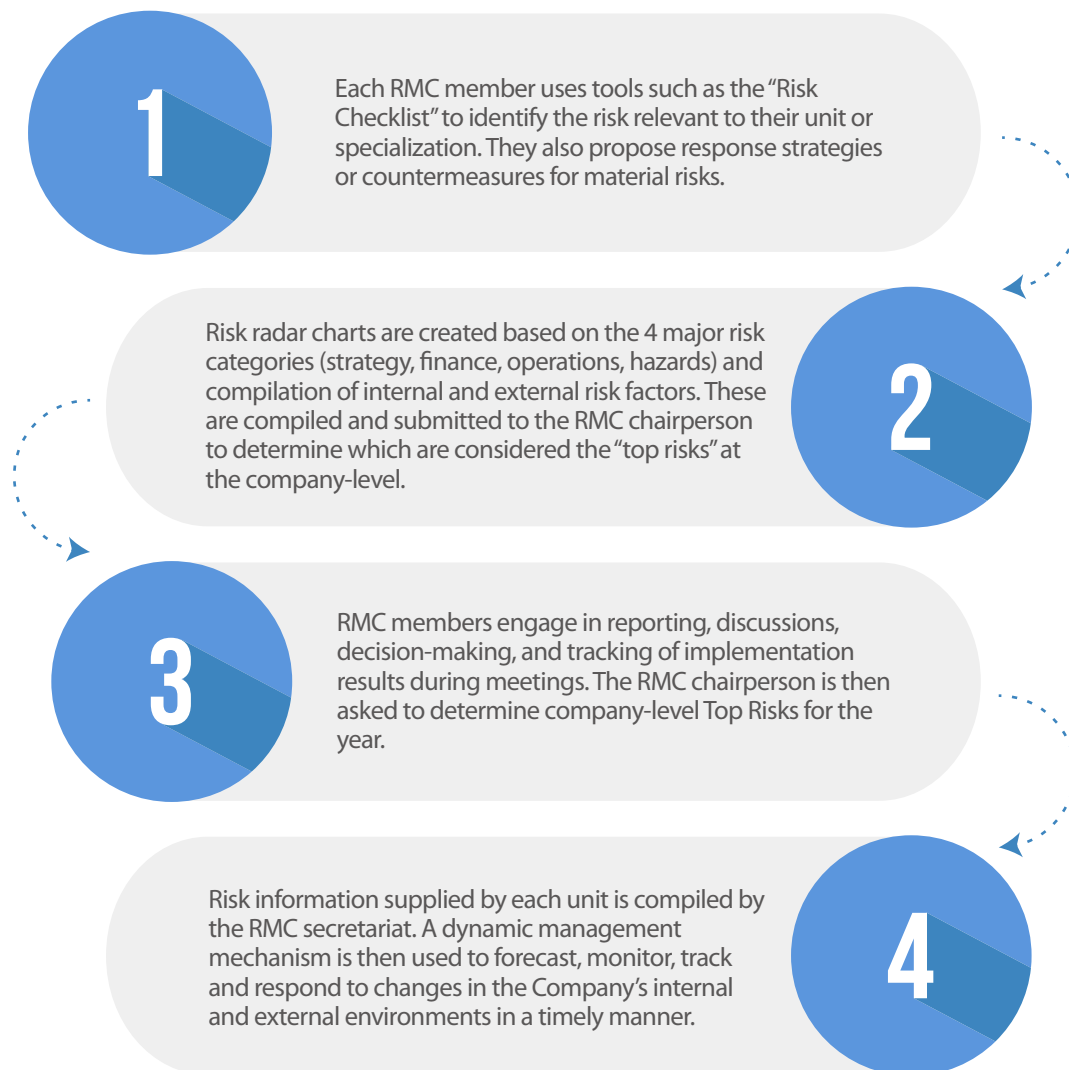 1
Each RMC member uses tools such as the “Risk
Checklist” to identify the risk relevant to their unit or
specialization. They also propose response strategies
or countermeasures for material risks.
Risk radar charts are created based on the 4 major risk
categories (strategy, finance, operations, hazards) and
compilation of internal and external risk factors. These
are compiled and submitted to the RMC chairperson
to determine which are considered the “top risks” at
the company-level.
2
3
RMC members engage in reporting, discussions,
decision-making, and tracking of implementation
results during meetings. The RMC chairperson is then
asked to determine company-level Top Risks for the
year.
Risk information supplied by each unit is compiled by
the RMC secretariat. A dynamic management
mechanism is then used to forecast, monitor, track
and respond to changes in the Company’s internal
and external environments in a timely manner.
4